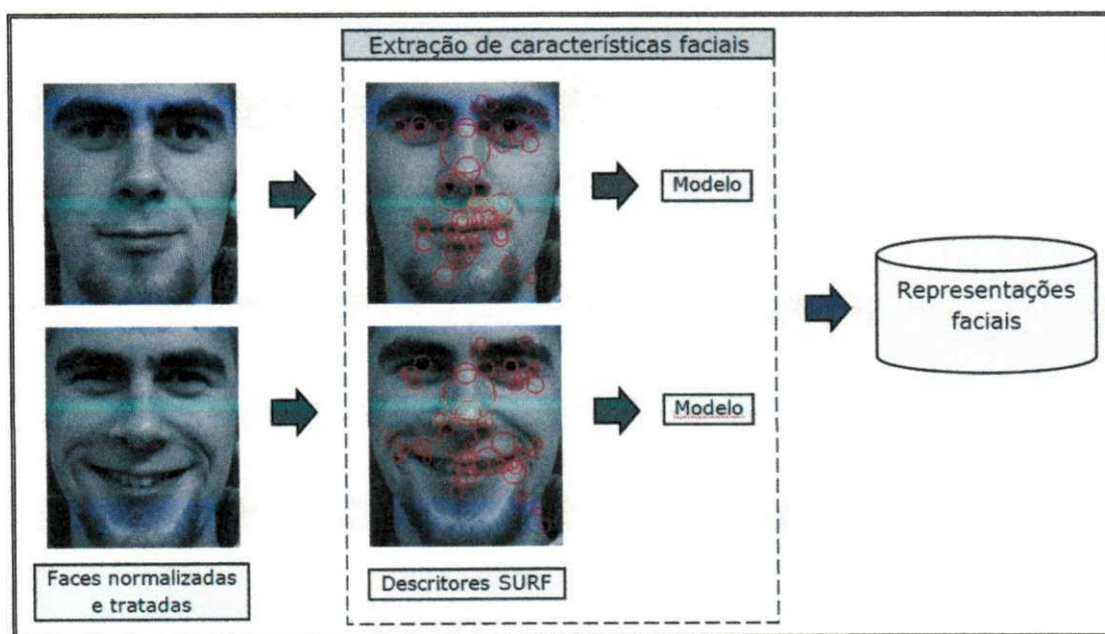 Extração de características faciais
Modelo
Representações
faciais
Modelo
Faces normalizadas
e tratadas
Descritores SURF